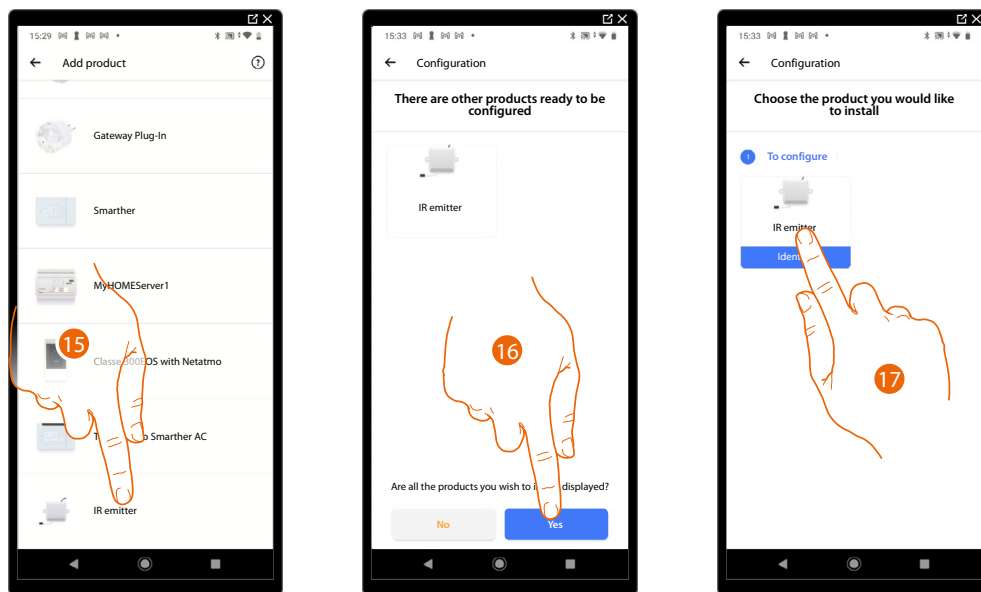 15:29
Add product
Gateway Plug-In
Smarther
MyHOMEServer1
15
Classe 300EOS with Netatmo
Smarther AC
IR emitter
15:33
Configuration
There are other products ready to be
configured
IR emitter
16
Are all the products you wish to displayed?
No
Yes
15:33
Configuration
Choose the product you would like
to install
1 To configure
IR emitter
17